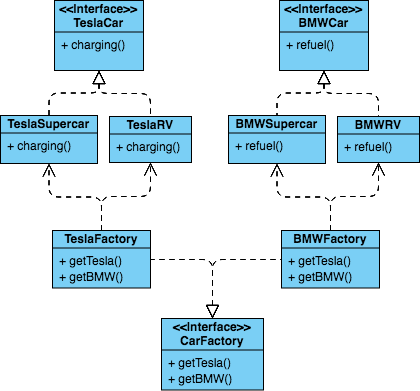 <<Interface>>
TeslaCar
+ charging()
<<Interface>>
BMWCar
+ refuel()
TeslaSupercar
+ charging()
TeslaRV
+ charging()
BMWSupercar
+ refuel()
BMWRV
+ refuel()
TeslaFactory
+ getTesla()
+ getBMW()
BMWFactory
+ getTesla()
+ getBMW()
<<Interface>>
CarFactory
+ getTesla()
+ getBMW()